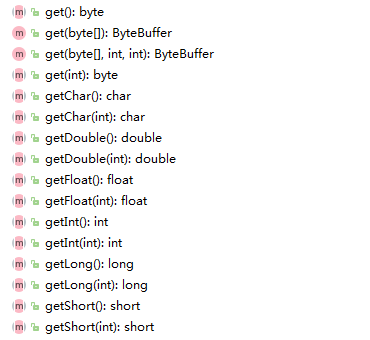 m get(): byte
m get(byte[]): ByteBuffer
m get(byte[], int, int): ByteBuffer
m get(int): byte
m getChar(): char
m getChar(int): char
m getDouble(): double
m getDouble(int): double
m getFloat(): float
m getFloat(int): float
m getInt(): int
m getInt(int): int
m getLong(): long
m getLong(int): long
m getShort(): short
m getShort(int): short